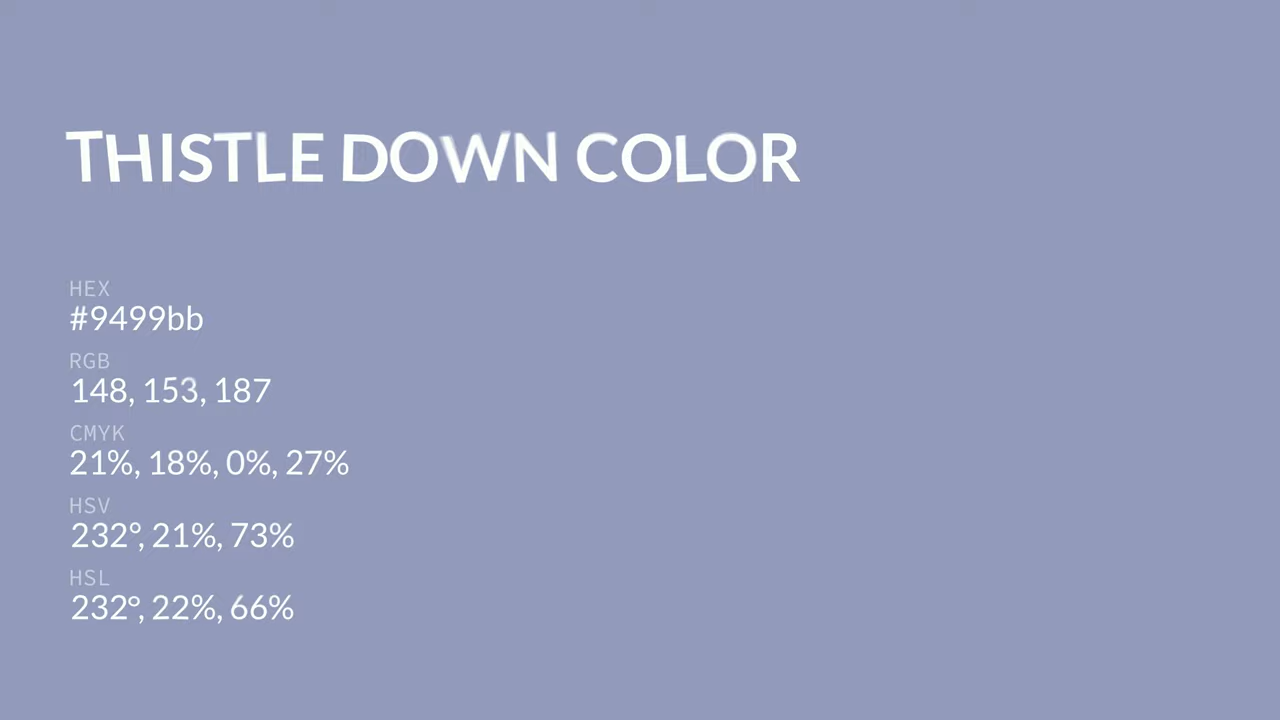 THISTLE DOWN COLOR
HEX
#9499bb
RGB
148, 153, 187
CMYK
21%, 18%, 0%, 27%
HSV
232°, 21%, 73%
HSL
232°, 22%, 66%